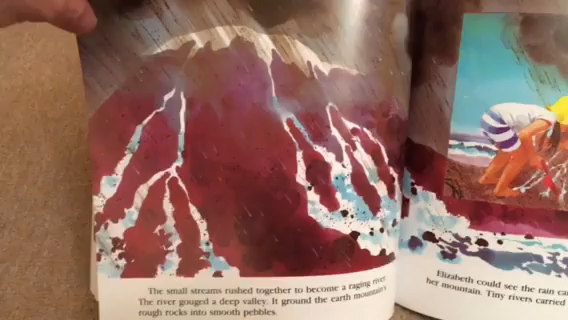 The small streams rushed together to become a raging river.
The river gouged a deep valley. It ground the earth mountain's
rough rocks into smooth pebbles.
Elizabeth could see the rain
her mountain. Tiny rivers carried